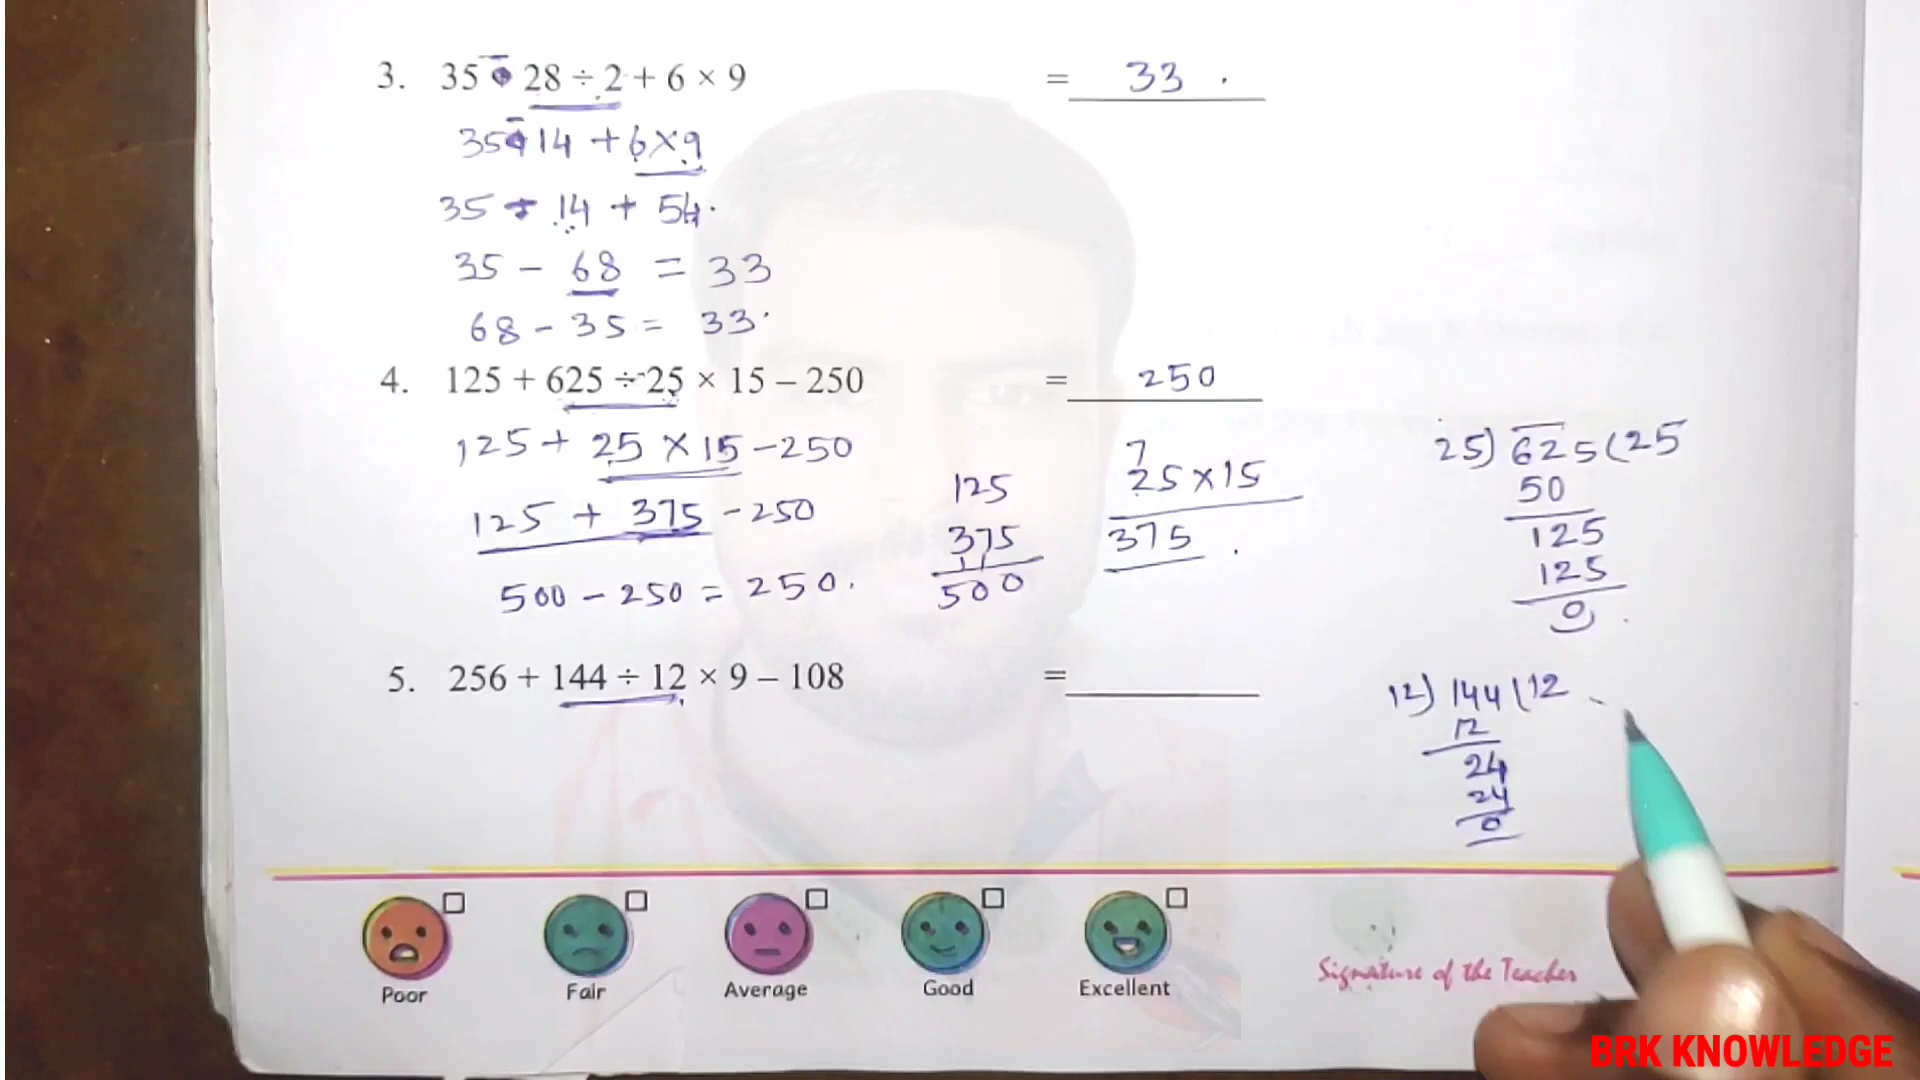 3. 35 - 28 ÷ 2 + 6 × 9 = 33 .
35 - 14 + 6 × 9
35 - 14 + 54.
35 - 68 = 33
68 - 35 = 33.
4. 125 + 625 ÷ 25 × 15 – 250 = 250
125 + 25 × 15 - 250
125 + 375 - 250
500 - 250 = 250.
125
375
11
500
7
25 × 15
375 .
25) 625 (25
50
125
125
0
5. 256 + 144 ÷ 12 × 9 – 108 =
12) 144 (12
12
24
24
0
Poor
Fair
Average
Good
Excellent
Signature of the Teacher
BRK KNOWLEDGE